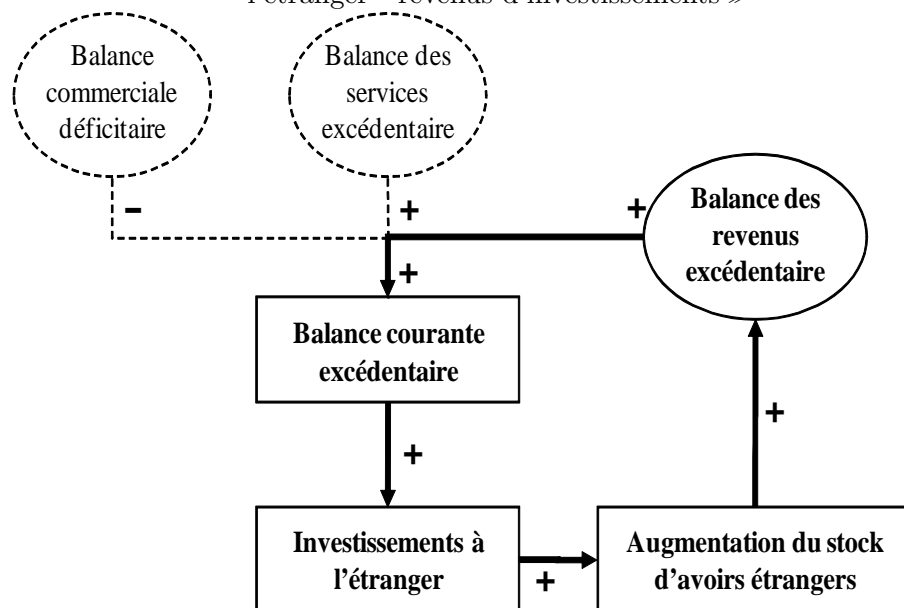 l'étranger - revenus d'investissements »
Balance
commerciale
déficitaire
Balance des
services
excédentaire
-
+
+
Balance des
revenus
excédentaire
+
Balance courante
excédentaire
+
+
Investissements à
l'étranger
+
Augmentation du stock
d'avoirs étrangers